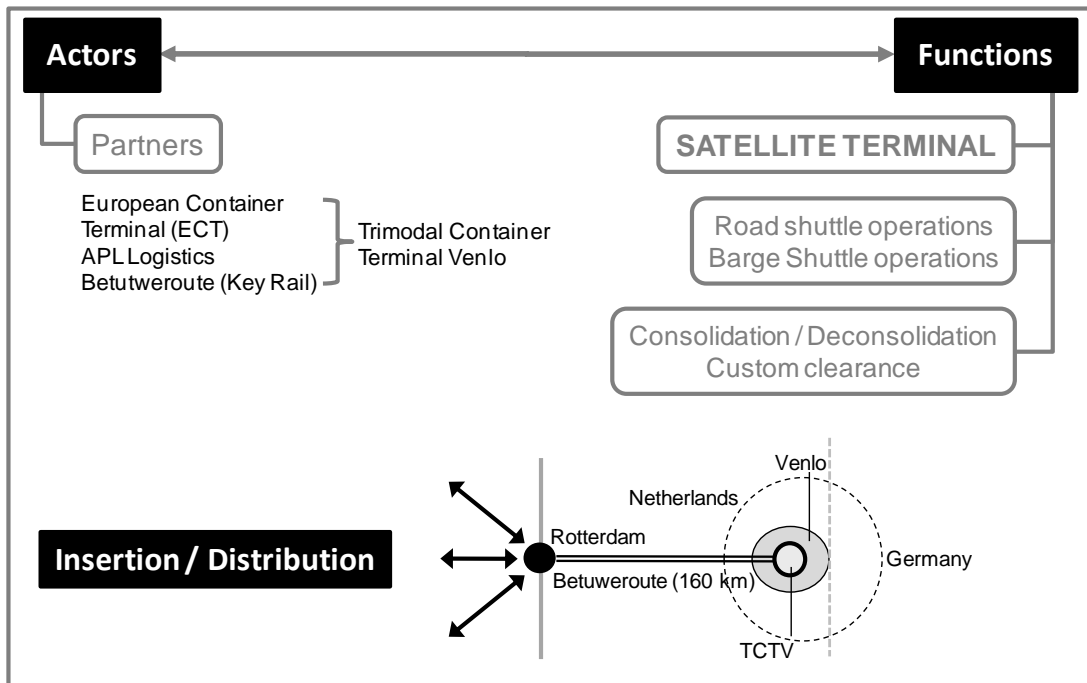 Actors
Functions
Partners
SATELLITE TERMINAL
European Container
Terminal (ECT)
APL Logistics
Betutweroute (Key Rail)
Trimodal Container
Terminal Venlo
Road shuttle operations
Barge Shuttle operations
Consolidation / Deconsolidation
Custom clearance
Insertion / Distribution
Venlo
Netherlands
Rotterdam
Germany
Betuweroute (160 km)
TCTV